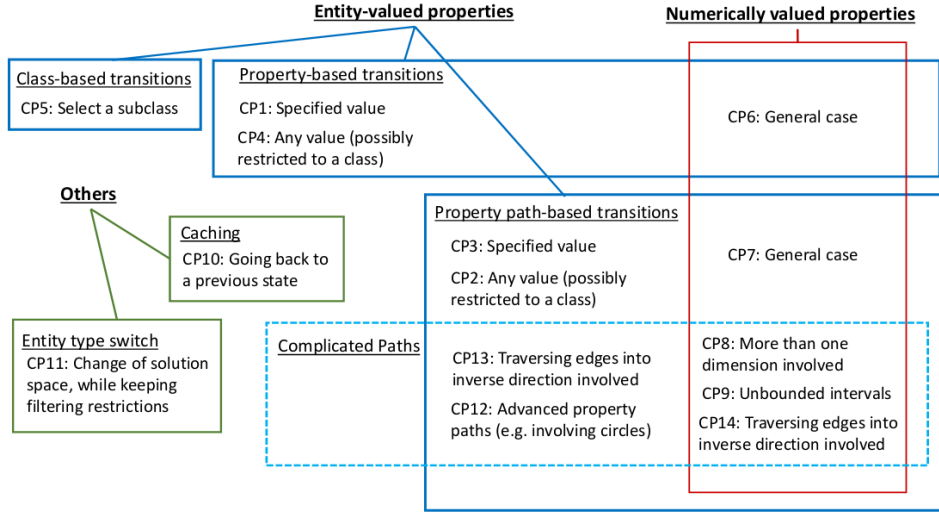 Entity-valued properties
Numerically valued properties
Class-based transitions
CP5: Select a subclass
Property-based transitions
CP1: Specified value
CP4: Any value (possibly
restricted to a class)
CP6: General case
Others
Caching
CP10: Going back to
a previous state
Property path-based transitions
CP3: Specified value
CP2: Any value (possibly
restricted to a class)
CP7: General case
Entity type switch
CP11: Change of solution
space, while keeping
filtering restrictions
Complicated Paths
CP13: Traversing edges into
inverse direction involved
CP12: Advanced property
paths (e.g. involving circles)
CP8: More than one
dimension involved
CP9: Unbounded intervals
CP14: Traversing edges into
inverse direction involved